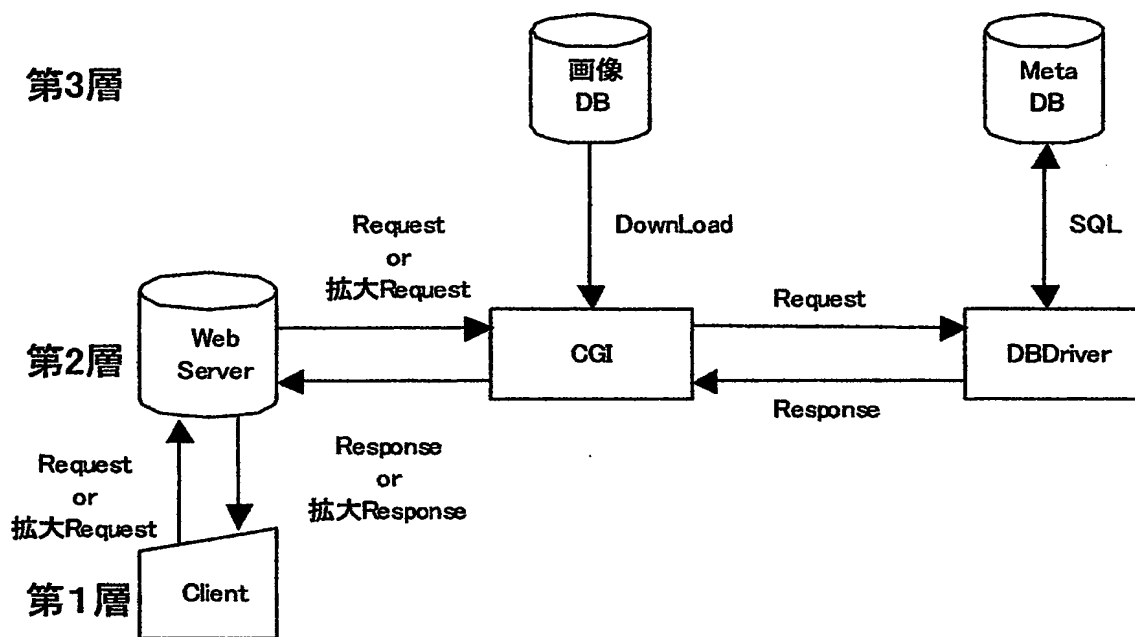 第3層
画像
DB
Meta
DB
DownLoad
SQL
Request
or
拡大Request
Request
第2層
Web
Server
CGI
DBDriver
Response
Request
or
拡大Request
Response
or
拡大Response
第1層
Client